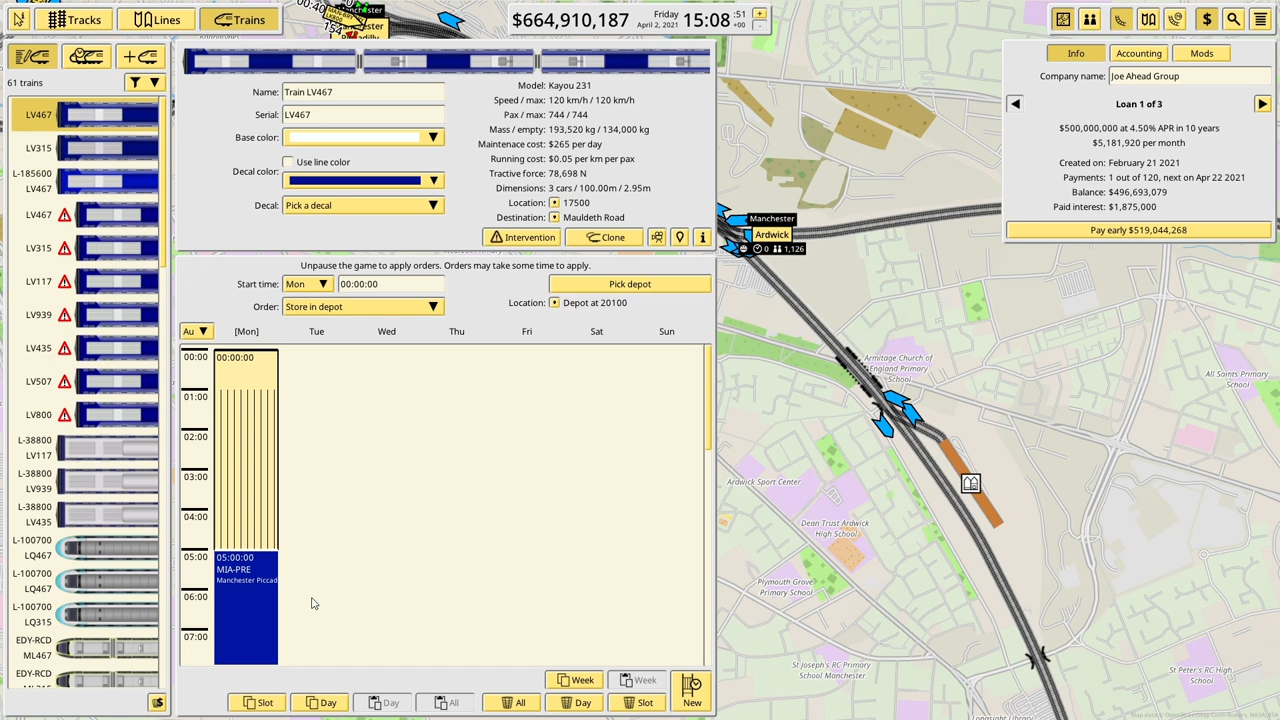 Tracks
Lines
Trains
00:40
Manchester
Piccadilly
$664,910,187
Friday
April 2, 2021
15:08
:51
+00
$
61 trains
LV467
LV315
L-185600
LV467
LV467
LV315
LV117
LV939
LV435
LV507
LV800
L-38800
LV117
L-38800
LV939
L-38800
LV435
L-100700
LQ467
L-100700
LQ467
L-100700
LQ315
EDY-RCD
ML467
EDY-RCD
Name:
Train LV467
Serial:
LV467
Base color:
Use line color
Decal color:
Decal:
Pick a decal
Model: Kayou 231
Speed / max: 120 km/h / 120 km/h
Pax / max: 744 / 744
Mass / empty: 193,520 kg / 134,000 kg
Maintenace cost: $265 per day
Running cost: $0.05 per km per pax
Tractive force: 78,698 N
Dimensions: 3 cars / 100.00m / 2.95m
Location: 17500
Destination: Mauldeth Road
Intervention
Clone
Unpause the game to apply orders. Orders may take some time to apply.
Start time:
Mon
00:00:00
Pick depot
Order:
Store in depot
Location:
Depot at 20100
Au
[Mon]
Tue
Wed
Thu
Fri
Sat
Sun
00:00
01:00
02:00
03:00
04:00
05:00
06:00
07:00
00:00:00
05:00:00
MIA-PRE
Manchester Piccad
Week
Week
Slot
Day
Day
All
All
Day
Slot
New
Info
Accounting
Mods
Company name:
Joe Ahead Group
Loan 1 of 3
$500,000,000 at 4.50% APR in 10 years
$5,181,920 per month
Created on: February 21 2021
Payments: 1 out of 120, next on Apr 22 2021
Balance: $496,693,079
Paid interest: $1,875,000
Pay early $519,044,268
Manchester
Ardwick
0
1,126
Armitage Church of
England Primary
School
All Saints Primary
Ardwick Sport Center
Dean Trust Ardwick
High School
Plymouth Grove
Primary School
St Joseph's RC Primary
School
St Peter's RC High
School
Longsight Library